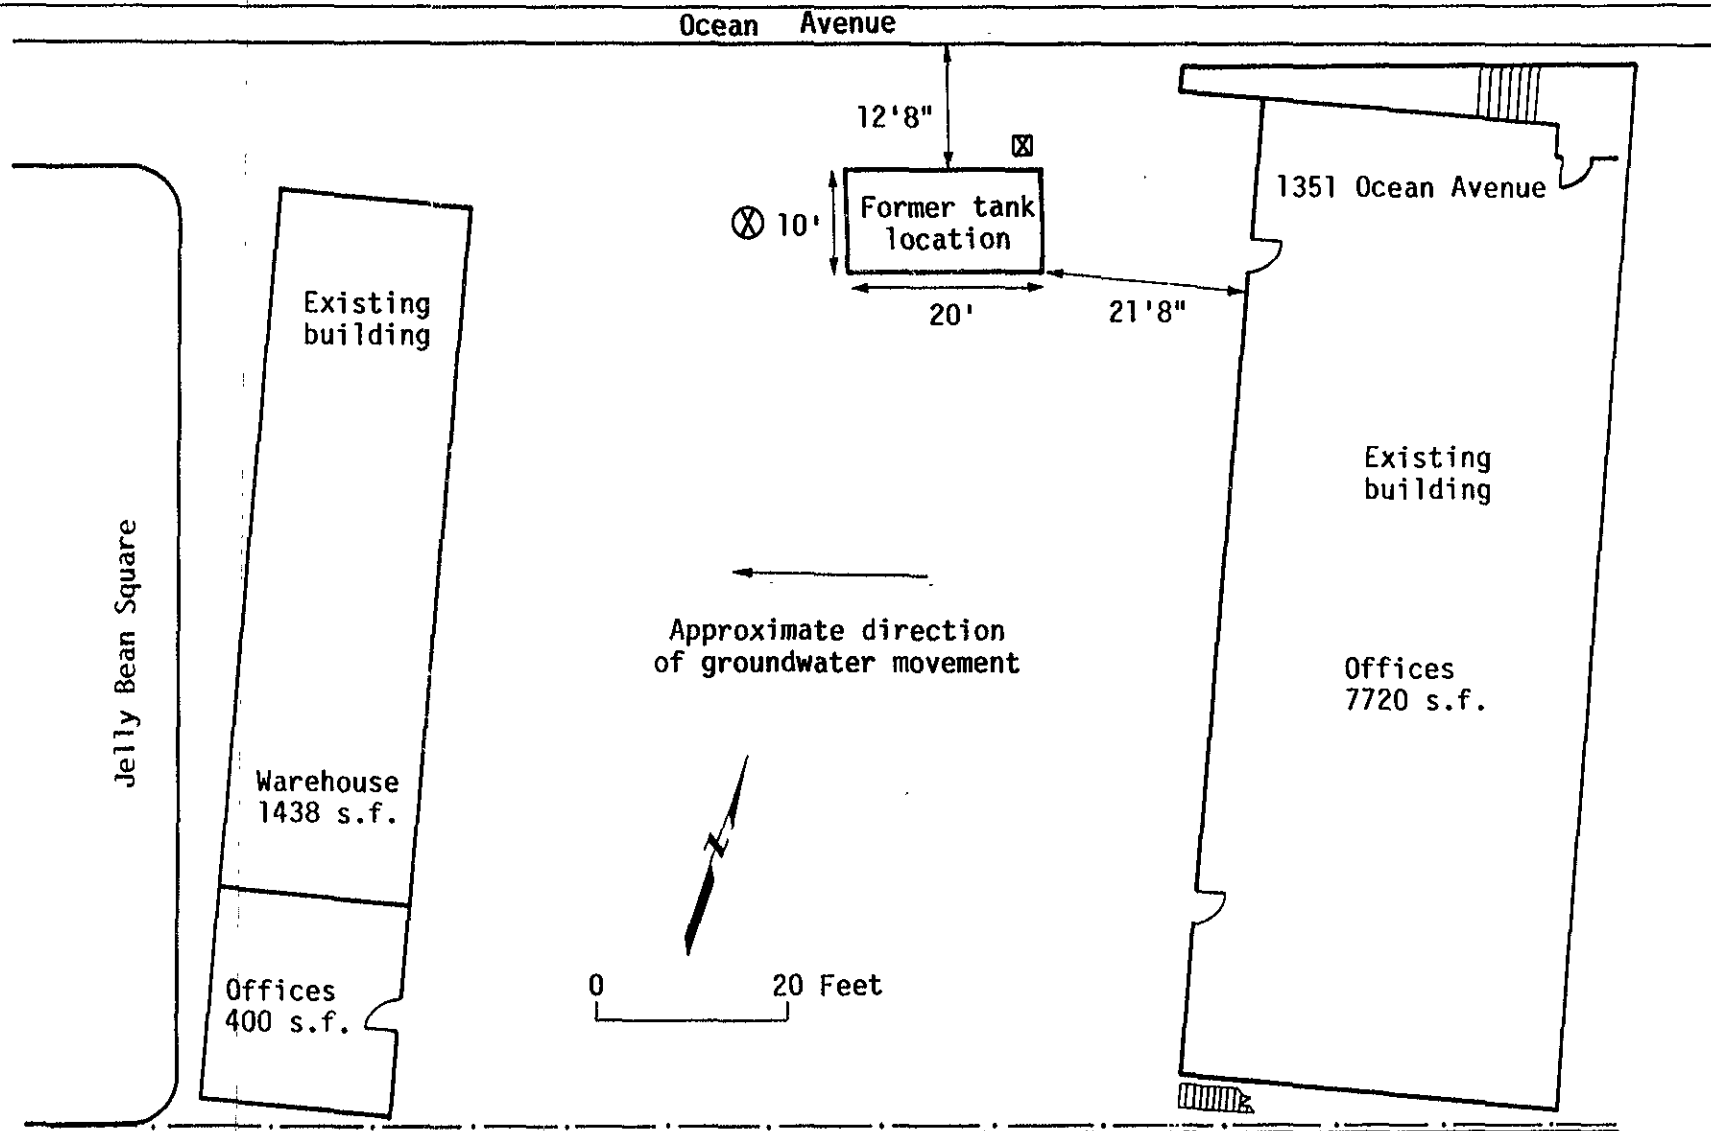 Ocean Avenue
12'8"
X
1351 Ocean Avenue
Former tank
location
X
10'
20'
21'8"
Existing
building
Existing
building
Jelly Bean Square
Approximate direction
of groundwater movement
Offices
7720 s.f.
Warehouse
1438 s.f.
N
0 20 Feet
Offices
400 s.f.